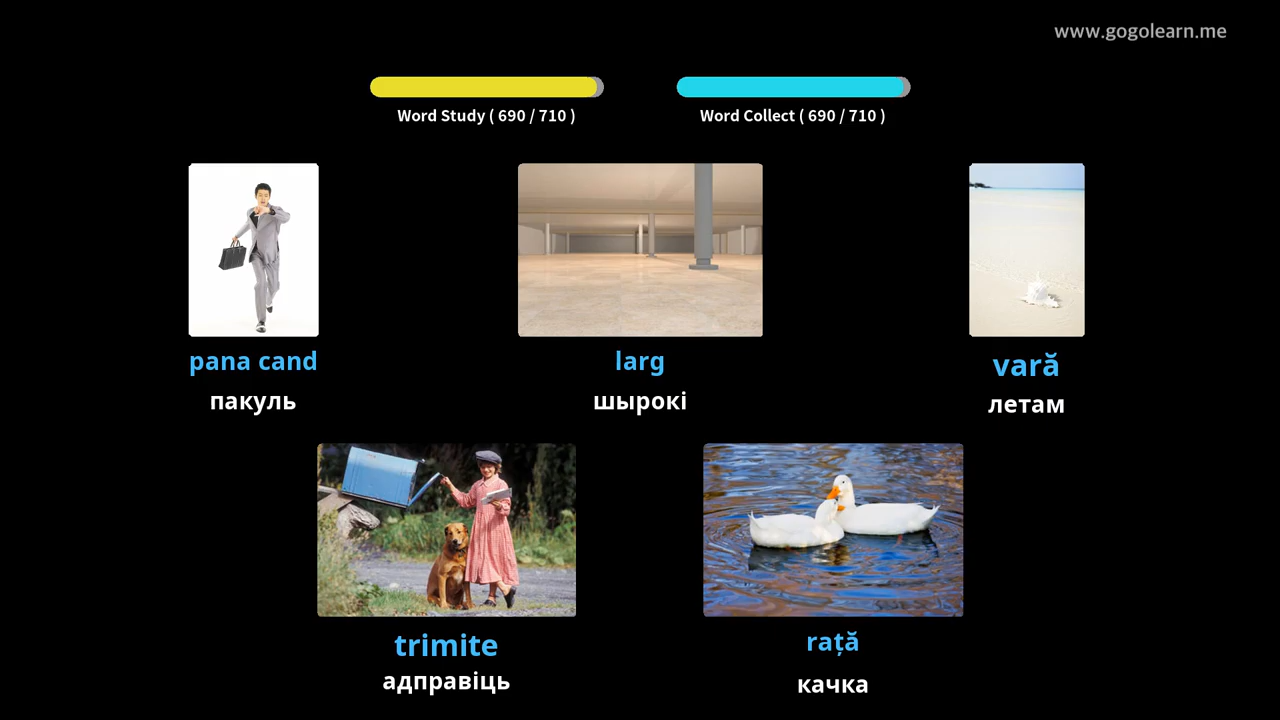 www.gogolearn.me
Word Study ( 690 / 710 )
Word Collect ( 690 / 710 )
pana cand
пакуль
larg
шырокі
vară
летам
trimite
адправіць
rață
качка